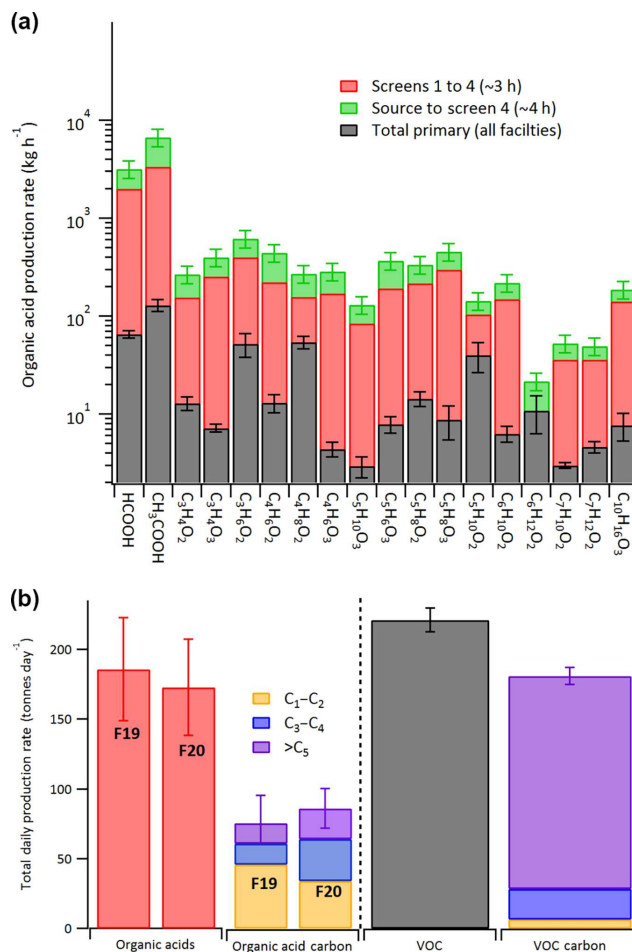 (a)
Screens 1 to 4 (~3 h)
Source to screen 4 (~4 h)
Total primary (all facilties)
Organic acid production rate (kg h⁻¹)
10⁴
10³
10²
10¹
HCOOH
CH₃COOH
C₃H₄O₂
C₃H₄O₃
C₃H₆O₂
C₄H₆O₂
C₄H₈O₂
C₄H₆O₃
C₅H₁₀O₃
C₅H₆O₃
C₅H₈O₂
C₅H₈O₃
C₅H₁₀O₂
C₆H₁₀O₂
C₆H₁₂O₂
C₇H₁₀O₂
C₇H₁₂O₂
C₁₀H₁₆O₃
(b)
Total daily production rate (tonnes day⁻¹)
200
150
100
50
0
C₁–C₂
C₃–C₄
>C₅
F19
F20
F19
F20
Organic acids
Organic acid carbon
VOC
VOC carbon